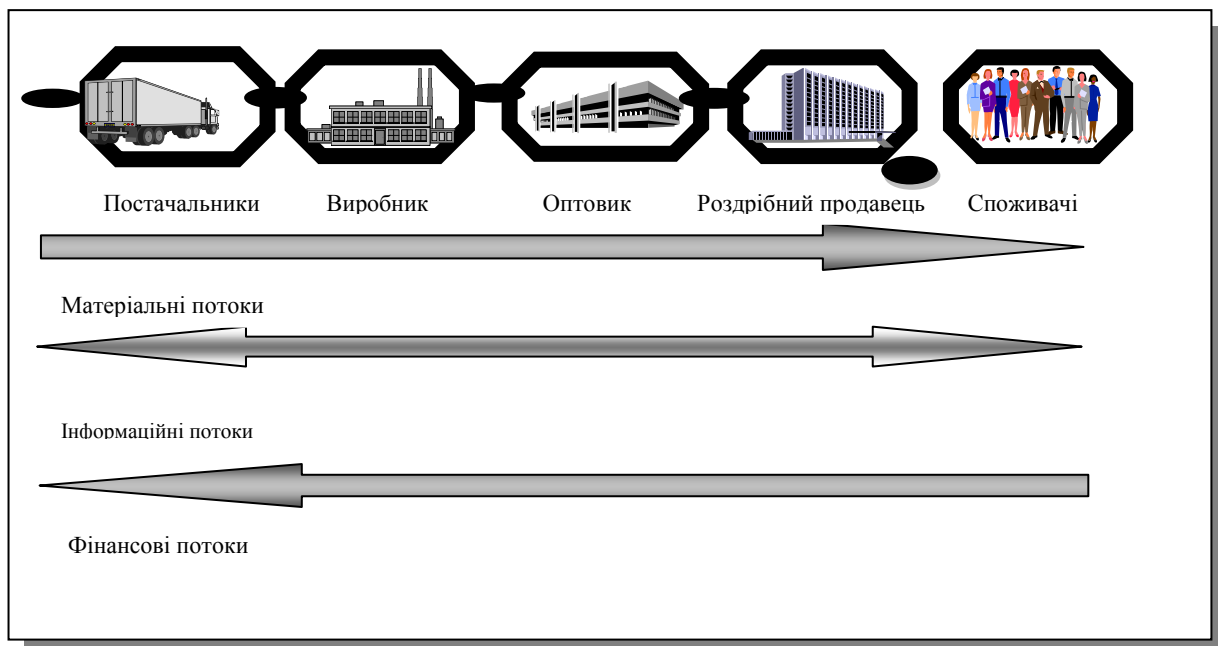 Постачальники Виробник Оптовик Роздрібний продавець Споживачі
Матеріальні потоки
Інформаційні потоки
Фінансові потоки